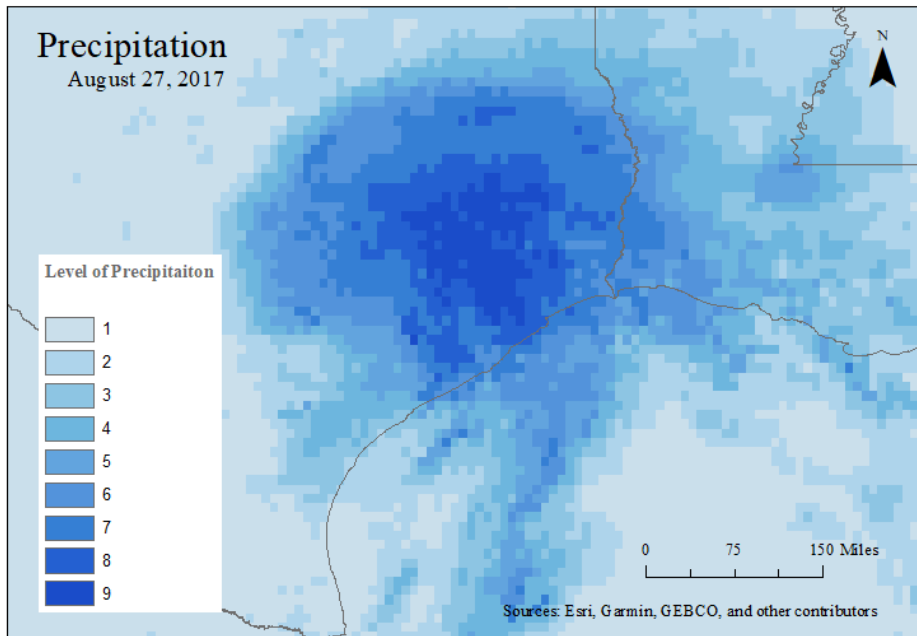 Precipitation
August 27, 2017
N
Level of Precipitaiton
1
2
3
4
5
6
7
8
9
0 75 150 Miles
Sources: Esri, Garmin, GEBCO, and other contributors